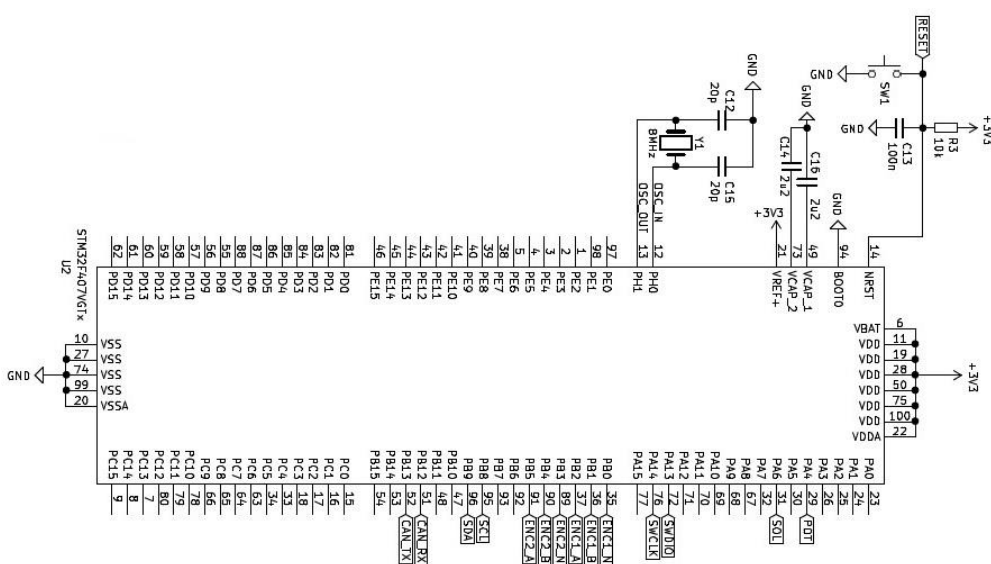 RESET
+3V3
R3
10k
C13
100n
GND
SW1
GND
GND
C12
20p
Y1
8MHz
C15
20p
OSC_OUT
OSC_IN
GND
C14
2u2
C16
2u2
+3V3
GND
STM32F407VGTx
U2
62 PD15
61 PD14
60 PD13
59 PD12
58 PD11
57 PD10
56 PD9
55 PD8
88 PD7
87 PD6
86 PD5
85 PD4
84 PD3
83 PD2
82 PD1
81 PD0
46 PE15
45 PE14
44 PE13
43 PE12
42 PE11
41 PE10
40 PE9
39 PE8
38 PE7
5 PE6
4 PE5
3 PE4
2 PE3
1 PE2
98 PE1
97 PE0
13 PH1
12 PH0
21 VREF+
73 VCAP_2
49 VCAP_1
94 BOOT0
14 NRST
GND
10 VSS
27 VSS
74 VSS
99 VSS
20 VSSA
VBAT 6
VDD 11
VDD 19
VDD 28
VDD 50
VDD 75
VDD 100
VDDA 22
+3V3
PC15 9
PC14 8
PC13 7
PC12 80
PC11 79
PC10 78
PC9 66
PC8 65
PC7 64
PC6 63
PC5 34
PC4 33
PC3 18
PC2 17
PC1 16
PC0 15
PB15 54
PB14 53
PB13 52 CAN_TX
PB12 51 CAN_RX
PB11 48
PB10 47
PB9 96 SDA
PB8 95 SCL
PB7 93
PB6 92
PB5 91 ENC2_A
PB4 90 ENC2_B
PB3 89 ENC2_N
PB2 37 ENC1_A
PB1 36 ENC1_B
PB0 35 ENC1_N
PA15 77
PA14 76 SWCLK
PA13 72 SWDIO
PA12 71
PA11 70
PA10 69
PA9 68
PA8 67
PA7 32
PA6 31 SOL
PA5 30
PA4 29 PDT
PA3 26
PA2 25
PA1 24
PA0 23